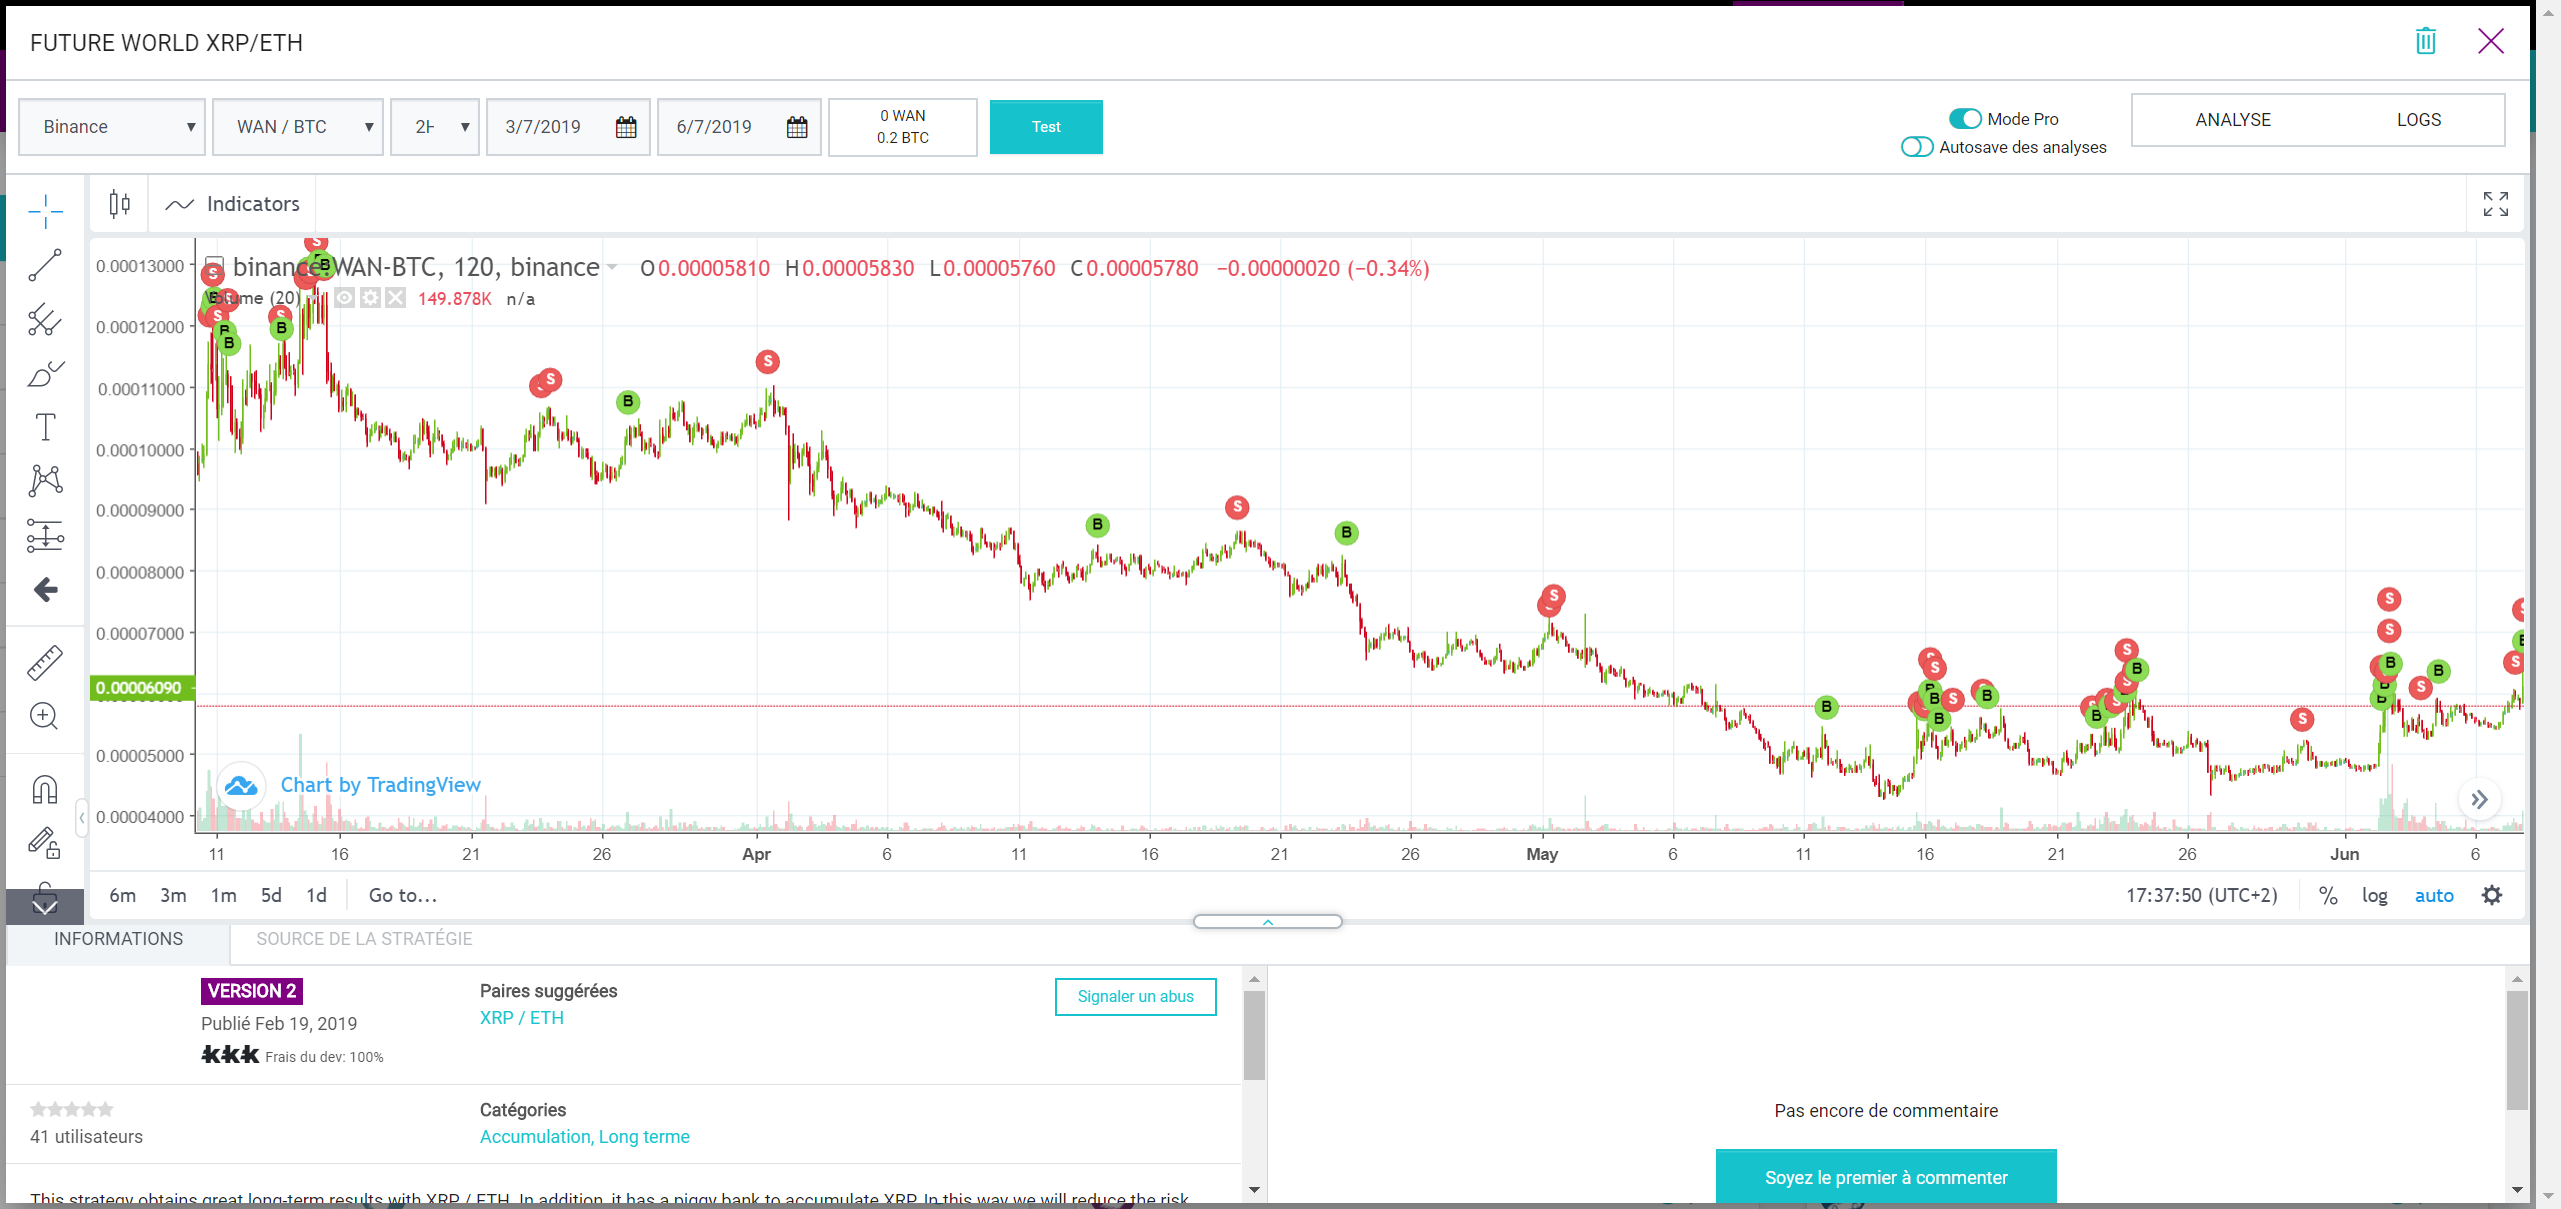 FUTURE WORLD XRP/ETH
Binance
WAN / BTC
2H
3/7/2019
6/7/2019
0 WAN
0.2 BTC
Test
Mode Pro
Autosave des analyses
ANALYSE
LOGS
Indicators
binance:WAN-BTC, 120, binance
O0.00005810 H0.00005830 L0.00005760 C0.00005780 −0.00000020 (−0.34%)
Volume (20)
149.878K n/a
0.00013000
0.00012000
0.00011000
0.00010000
0.00009000
0.00008000
0.00007000
0.00006090
0.00005000
0.00004000
Chart by TradingView
11 16 21 26 Apr 6 11 16 21 26 May 6 11 16 21 26 Jun 6
6m 3m 1m 5d 1d Go to...
17:37:50 (UTC+2) % log auto
INFORMATIONS
SOURCE DE LA STRATÉGIE
VERSION 2
Publié Feb 19, 2019
Frais du dev: 100%
Paires suggérées
XRP / ETH
Signaler un abus
41 utilisateurs
Catégories
Accumulation, Long terme
This strategy obtains great long-term results with XRP / ETH. In addition, it has a piggy bank to accumulate XRP. In this way we will reduce the risk
Pas encore de commentaire
Soyez le premier à commenter